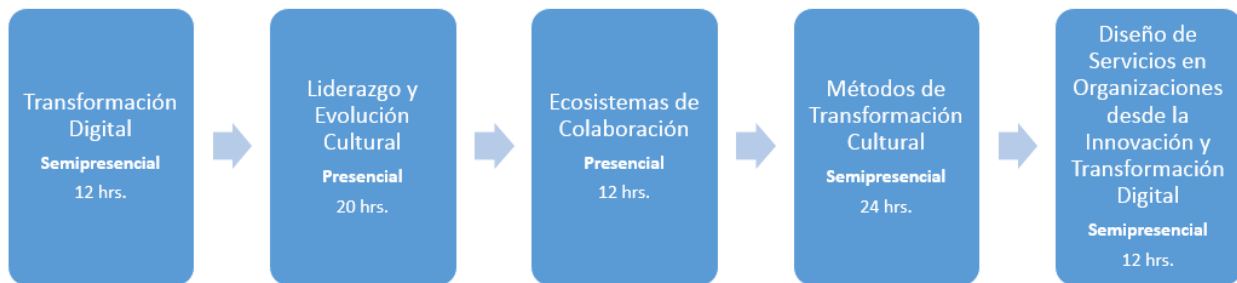 Transformación
Digital
Semipresencial
12 hrs.
Liderazgo y
Evolución
Cultural
Presencial
20 hrs.
Ecosistemas de
Colaboración
Presencial
12 hrs.
Métodos de
Transformación
Cultural
Semipresencial
24 hrs.
Diseño de
Servicios en
Organizaciones
desde la
Innovación y
Transformación
Digital
Semipresencial
12 hrs.